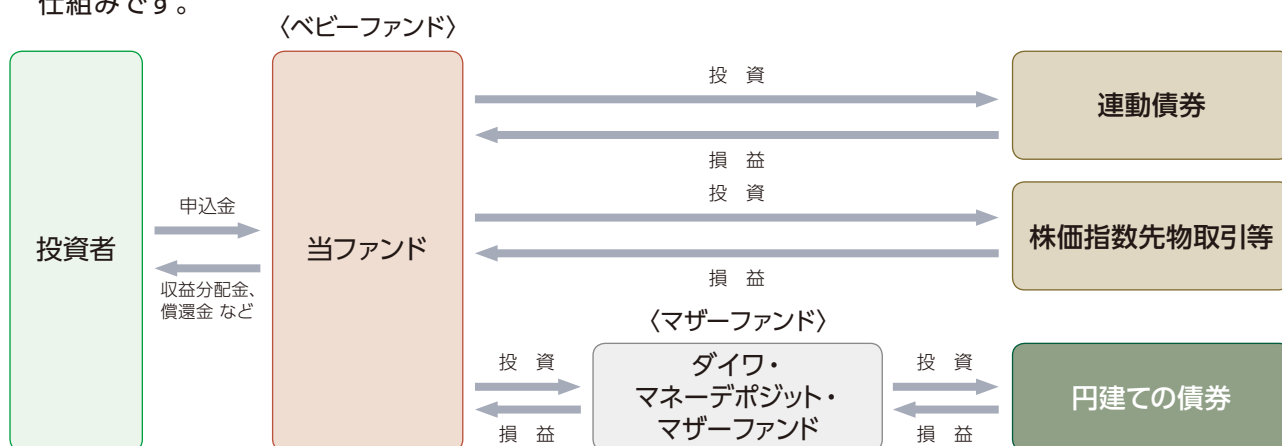 仕組みです。
〈ベビーファンド〉
投資者
申込金
収益分配金、
償還金 など
当ファンド
投 資
損 益
連動債券
投 資
損 益
株価指数先物取引等
〈マザーファンド〉
投 資
損 益
ダイワ・
マネーデポジット・
マザーファンド
投 資
損 益
円建ての債券